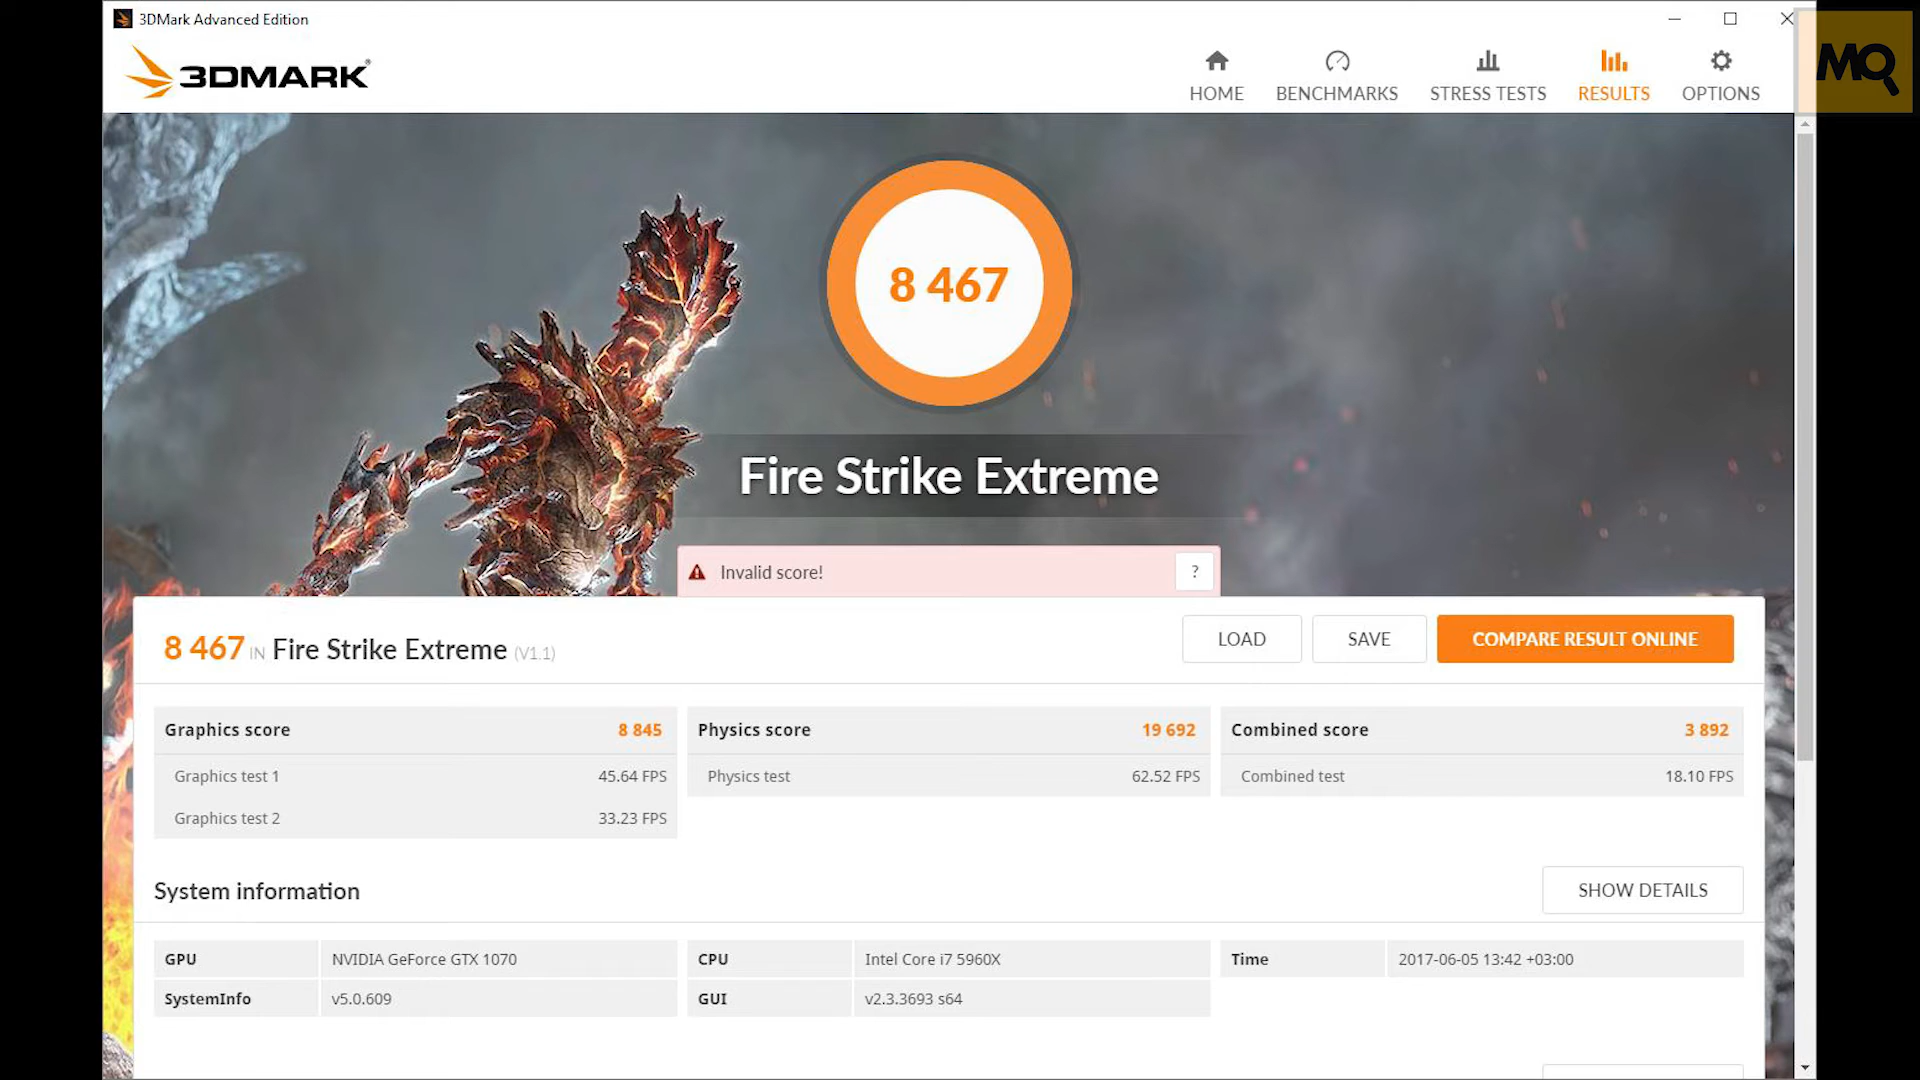 3DMark Advanced Edition
3DMARK®
HOME BENCHMARKS STRESS TESTS RESULTS OPTIONS
MQ
8 467
Fire Strike Extreme
Invalid score! ?
8 467 IN Fire Strike Extreme (V1.1)
LOAD SAVE COMPARE RESULT ONLINE
Graphics score 8 845 Physics score 19 692 Combined score 3 892
Graphics test 1 45.64 FPS Physics test 62.52 FPS Combined test 18.10 FPS
Graphics test 2 33.23 FPS
System information SHOW DETAILS
GPU NVIDIA GeForce GTX 1070 CPU Intel Core i7 5960X Time 2017-06-05 13:42 +03:00
SystemInfo v5.0.609 GUI v2.3.3693 s64